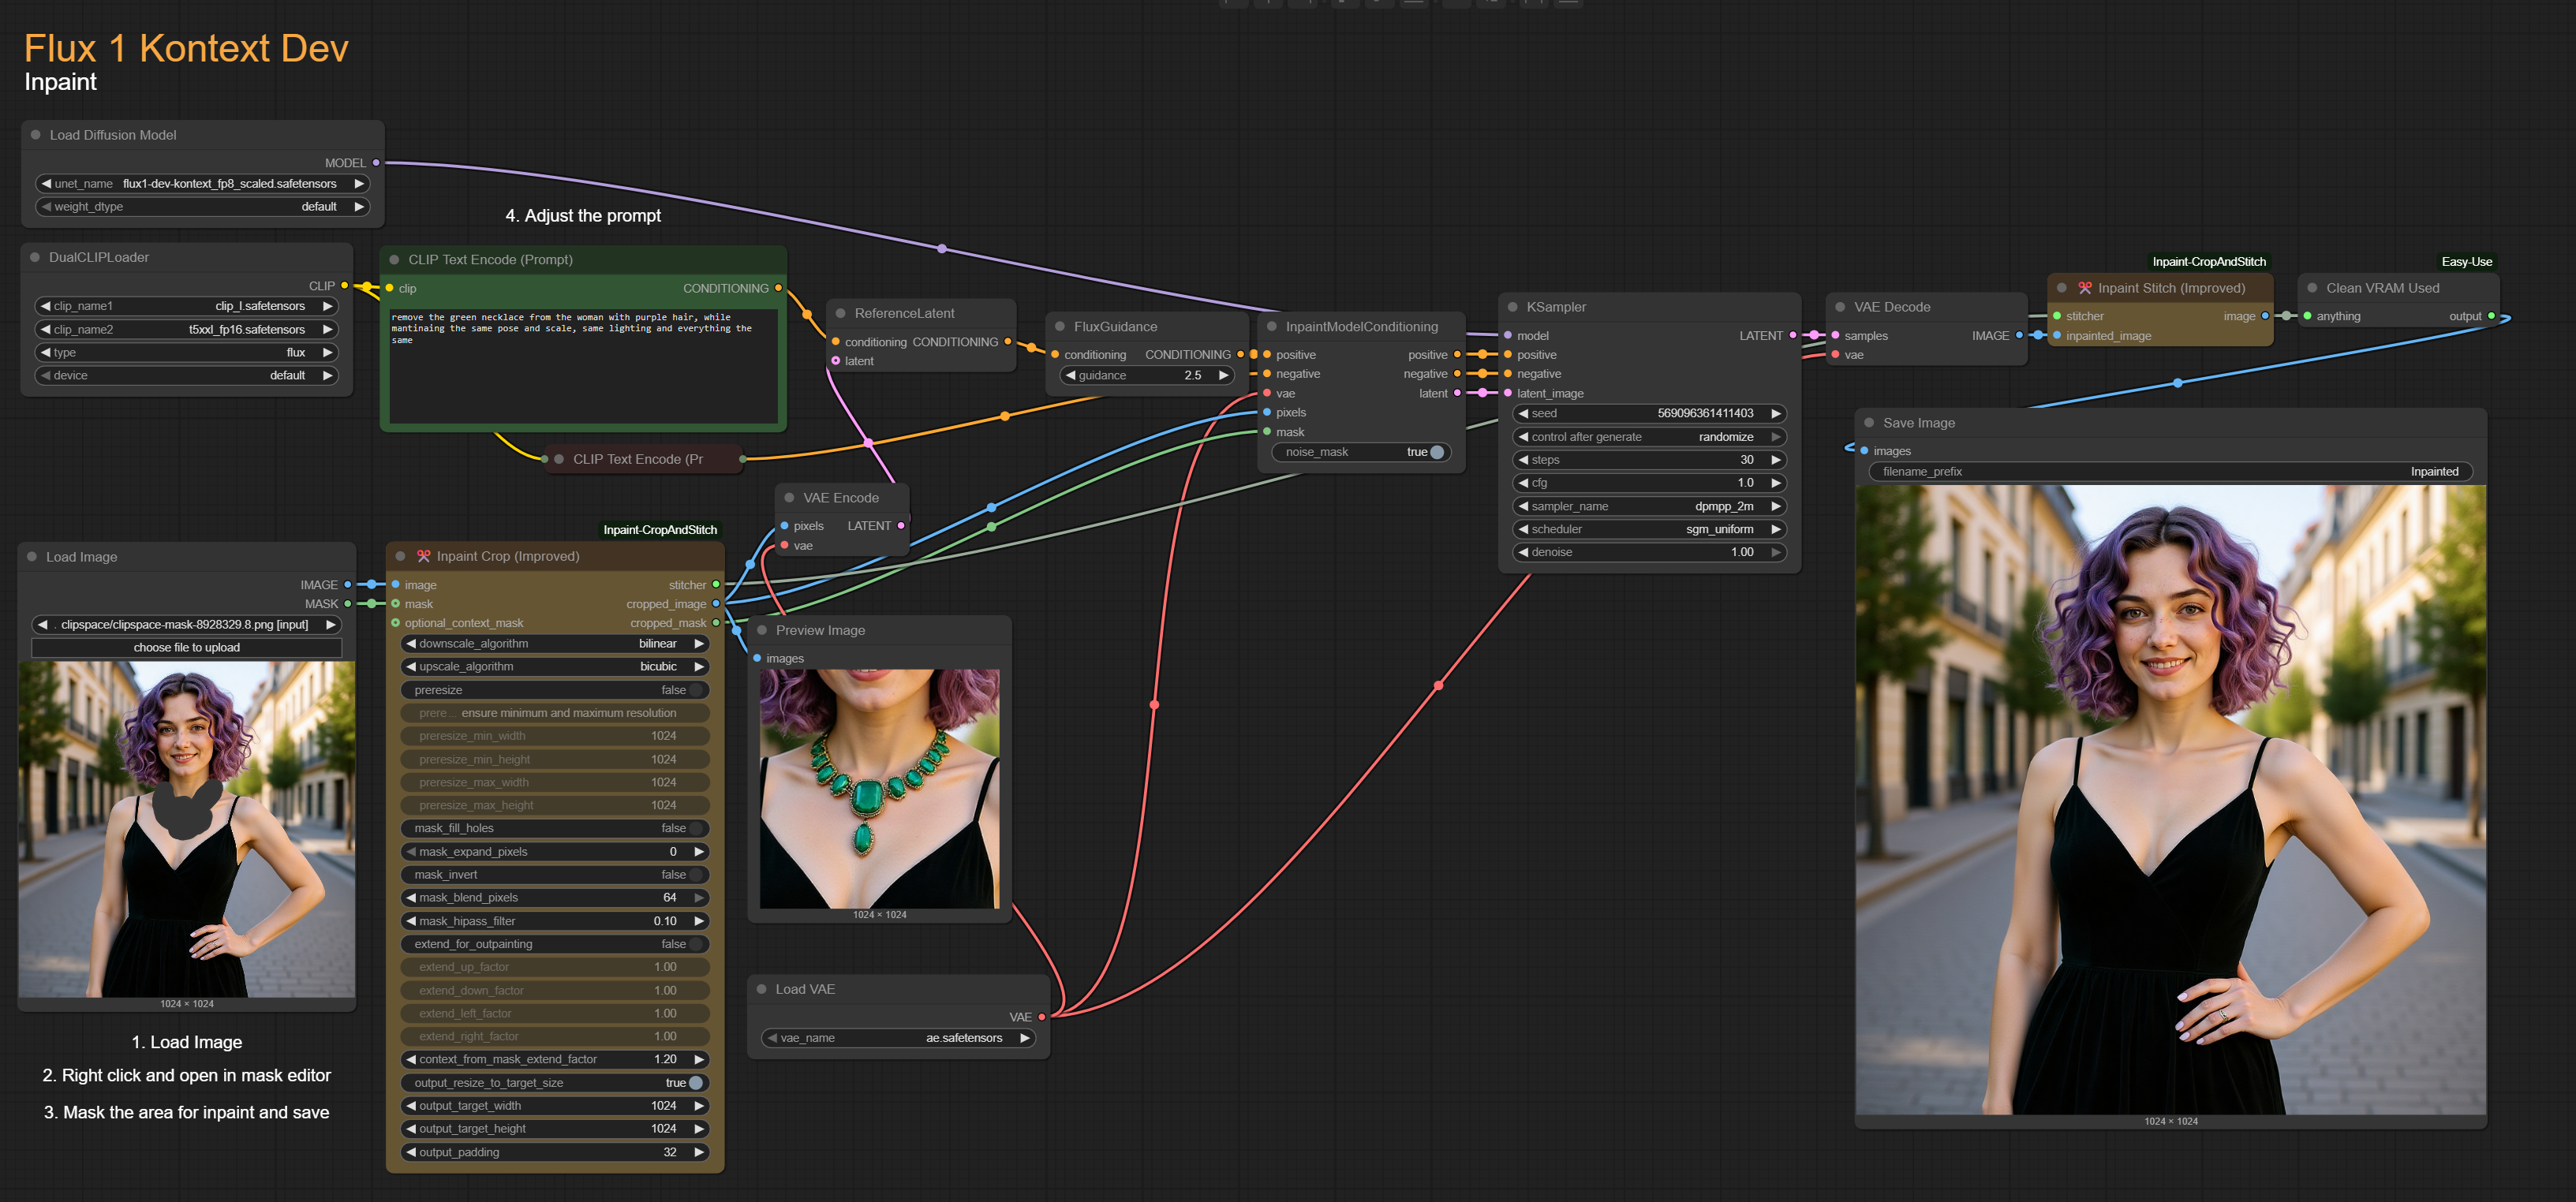 Flux 1 Kontext Dev
Inpaint
Load Diffusion Model
MODEL
unet_name flux1-dev-kontext_fp8_scaled.safetensors
weight_dtype default
4. Adjust the prompt
DualCLIPLoader
CLIP
clip_name1 clip_l.safetensors
clip_name2 t5xxl_fp16.safetensors
type flux
device default
CLIP Text Encode (Prompt)
clip CONDITIONING
remove the green necklace from the woman with purple hair, while
mantinaing the same pose and scale, same lighting and everything the
same
CLIP Text Encode (Pr
ReferenceLatent
conditioning CONDITIONING
latent
FluxGuidance
conditioning CONDITIONING
guidance 2.5
InpaintModelConditioning
positive positive
negative negative
vae latent
pixels
mask
noise_mask true
KSampler
model LATENT
positive
negative
latent_image
seed 569096361411403
control after generate randomize
steps 30
cfg 1.0
sampler_name dpmpp_2m
scheduler sgm_uniform
denoise 1.00
VAE Decode
samples IMAGE
vae
Inpaint-CropAndStitch
Inpaint Stitch (Improved)
stitcher image
inpainted_image
Easy-Use
Clean VRAM Used
anything output
Save Image
images
filename_prefix Inpainted
1024 × 1024
VAE Encode
pixels LATENT
vae
Load Image
IMAGE
MASK
. clipspace/clipspace-mask-8928329.8.png [input]
choose file to upload
1024 × 1024
1. Load Image
2. Right click and open in mask editor
3. Mask the area for inpaint and save
Inpaint-CropAndStitch
Inpaint Crop (Improved)
image stitcher
mask cropped_image
optional_context_mask cropped_mask
downscale_algorithm bilinear
upscale_algorithm bicubic
preresize false
prere... ensure minimum and maximum resolution
preresize_min_width 1024
preresize_min_height 1024
preresize_max_width 1024
preresize_max_height 1024
mask_fill_holes false
mask_expand_pixels 0
mask_invert false
mask_blend_pixels 64
mask_hipass_filter 0.10
extend_for_outpainting false
extend_up_factor 1.00
extend_down_factor 1.00
extend_left_factor 1.00
extend_right_factor 1.00
context_from_mask_extend_factor 1.20
output_resize_to_target_size true
output_target_width 1024
output_target_height 1024
output_padding 32
Preview Image
images
1024 × 1024
Load VAE
VAE
vae_name ae.safetensors